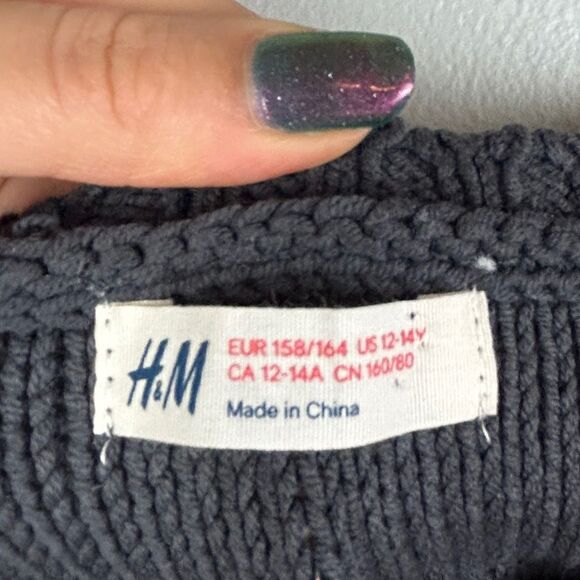 H&M
EUR 158/164 US 12-14Y
CA 12-14A CN 160/80
Made in China